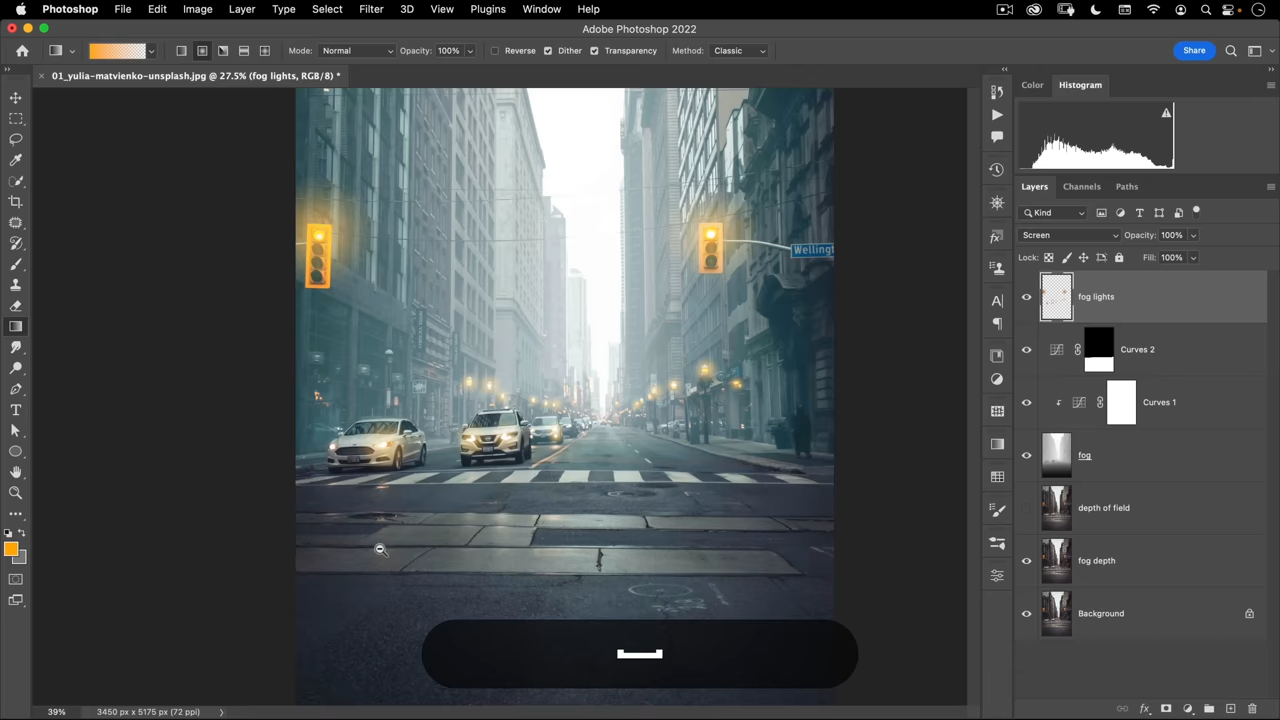 Photoshop File Edit Image Layer Type Select Filter 3D View Plugins Window Help
Adobe Photoshop 2022
Mode: Normal Opacity: 100% Reverse Dither Transparency Method: Classic Share
01_yulia-matvienko-unsplash.jpg @ 27.5% (fog lights, RGB/8) *
Color Histogram
Layers Channels Paths
Kind
Screen Opacity: 100%
Lock: Fill: 100%
fog lights
Curves 2
Curves 1
fog
depth of field
fog depth
Background
Wellingt
39% 3450 px x 5175 px (72 ppi)